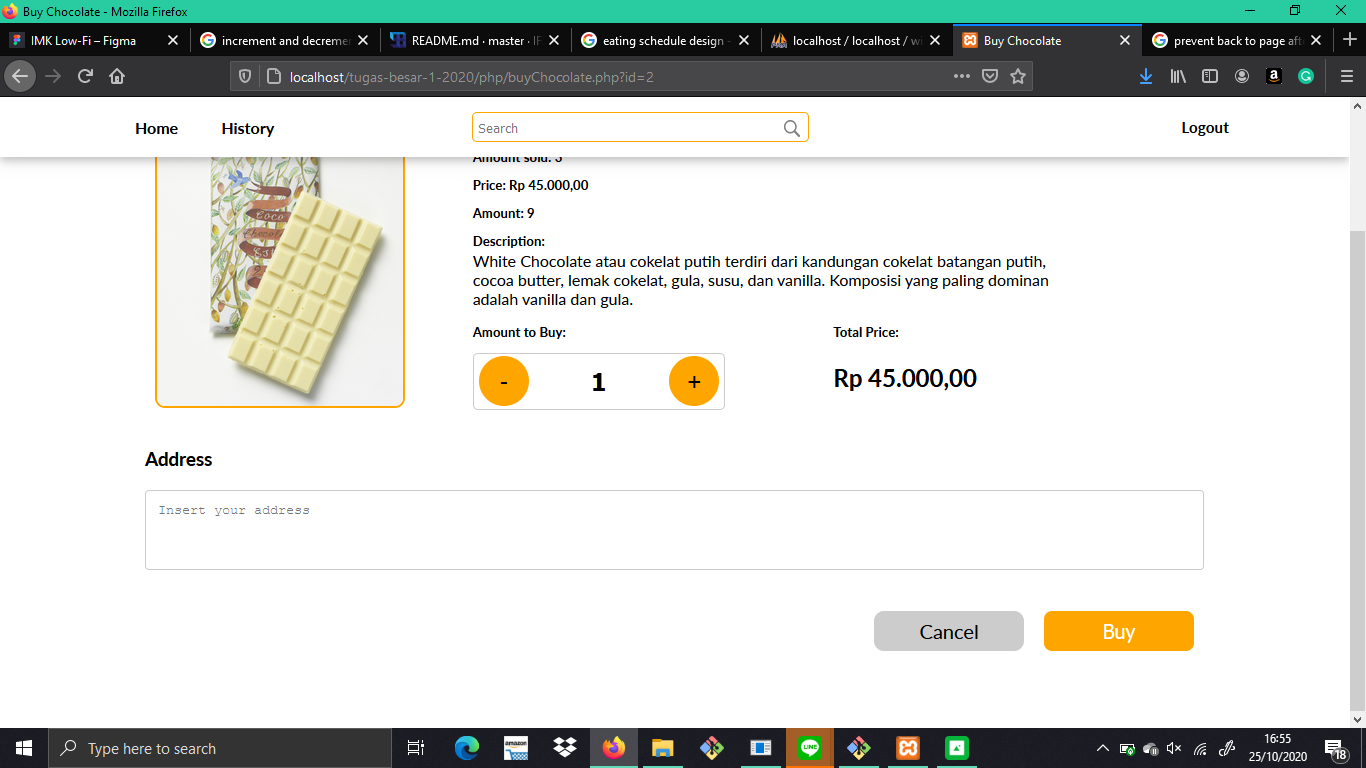 Buy Chocolate - Mozilla Firefox
IMK Low-Fi – Figma
increment and decreme
README.md · master · IF
eating schedule design -
localhost / localhost / wi
Buy Chocolate
prevent back to page aft
localhost/tugas-besar-1-2020/php/buyChocolate.php?id=2
Home
History
Search
Logout
Amount sold: 3
Price: Rp 45.000,00
Amount: 9
Description:
White Chocolate atau cokelat putih terdiri dari kandungan cokelat batangan putih,
cocoa butter, lemak cokelat, gula, susu, dan vanilla. Komposisi yang paling dominan
adalah vanilla dan gula.
Amount to Buy:
Total Price:
-
1
+
Rp 45.000,00
Address
Insert your address
Cancel
Buy
Type here to search
amazon
LINE
16:55
25/10/2020
18